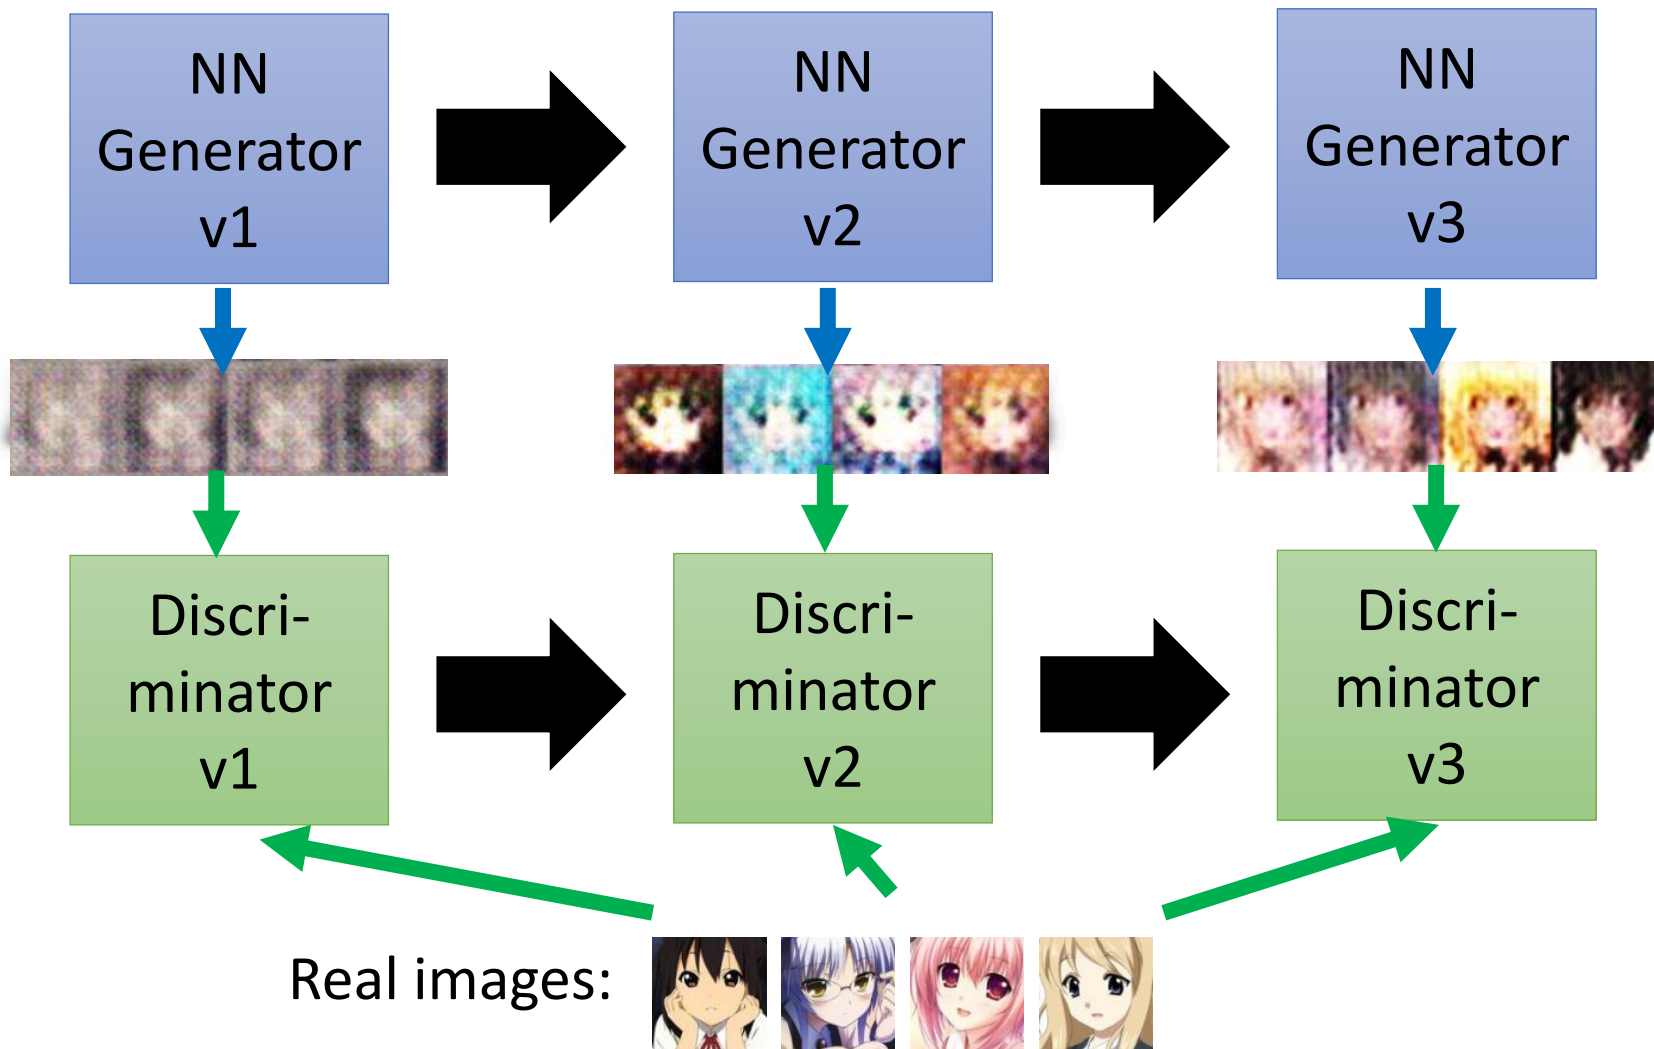 NN
Generator
v1
NN
Generator
v2
NN
Generator
v3
Discri-
minator
v1
Discri-
minator
v2
Discri-
minator
v3
Real images: